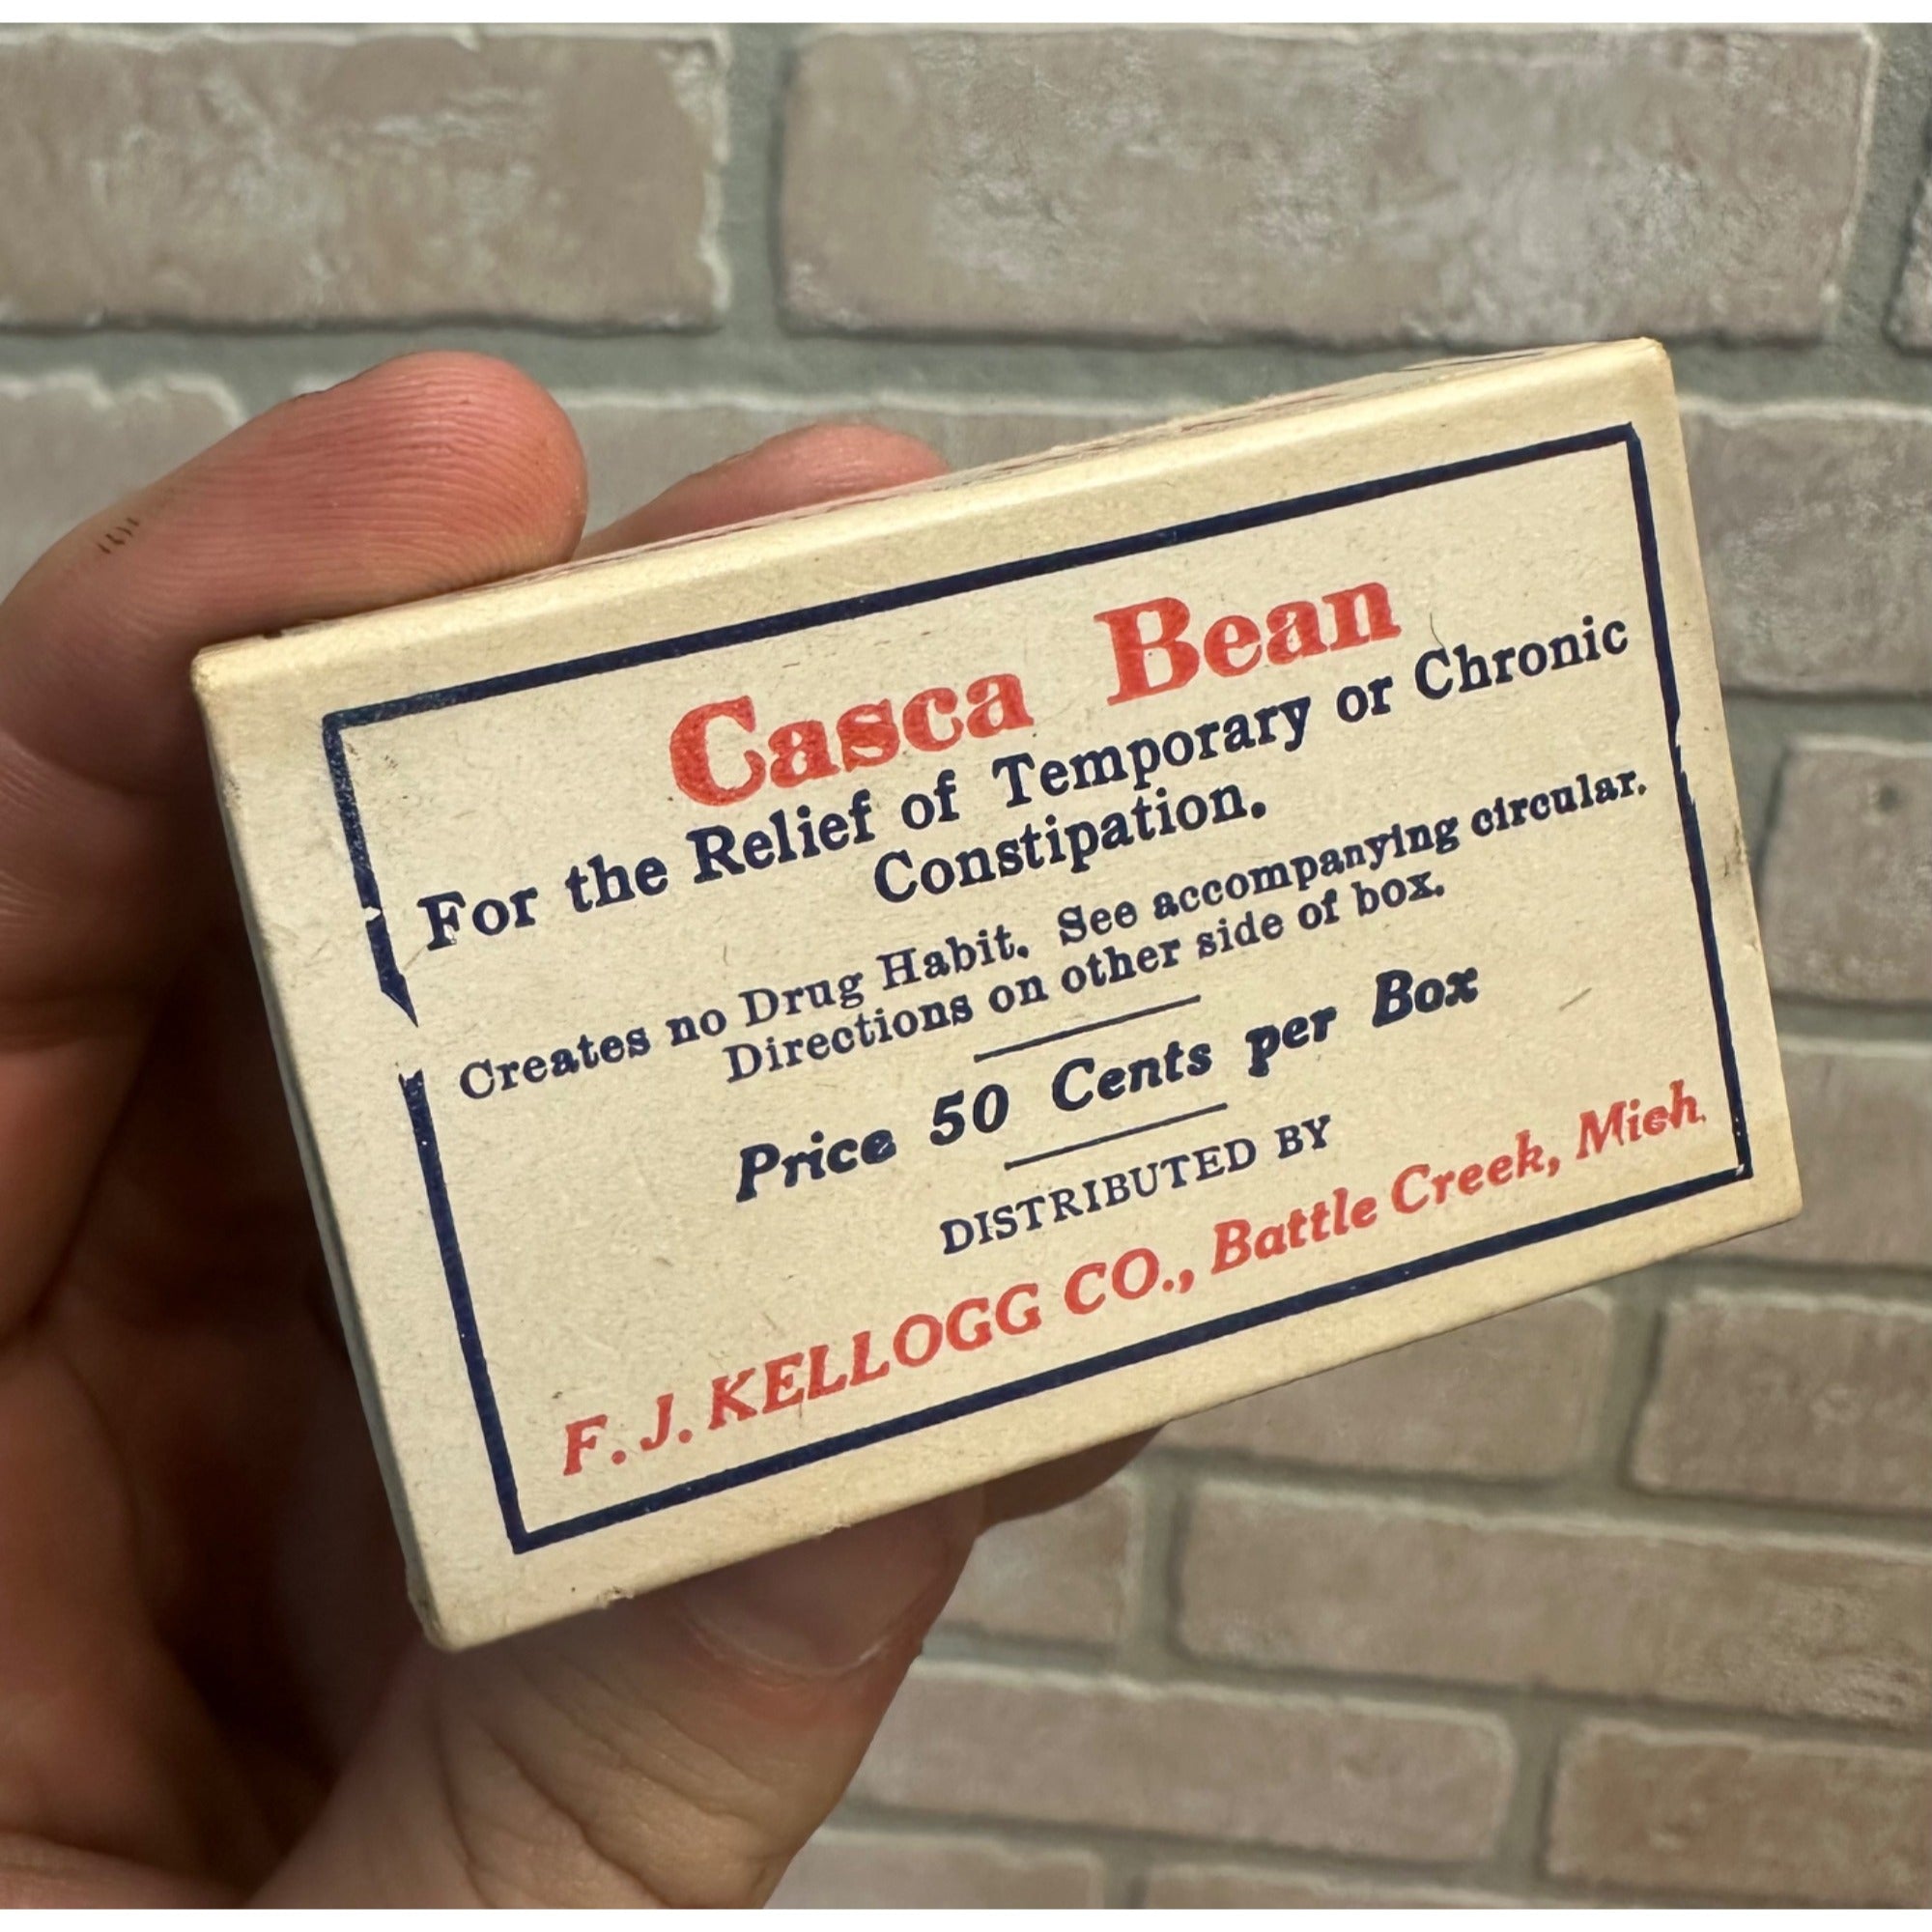 Casca Bean
For the Relief of Temporary or Chronic
Constipation.
Creates no Drug Habit. See accompanying circular.
Directions on other side of box.
Price 50 Cents per Box
DISTRIBUTED BY
F. J. KELLOGG CO., Battle Creek, Mich.